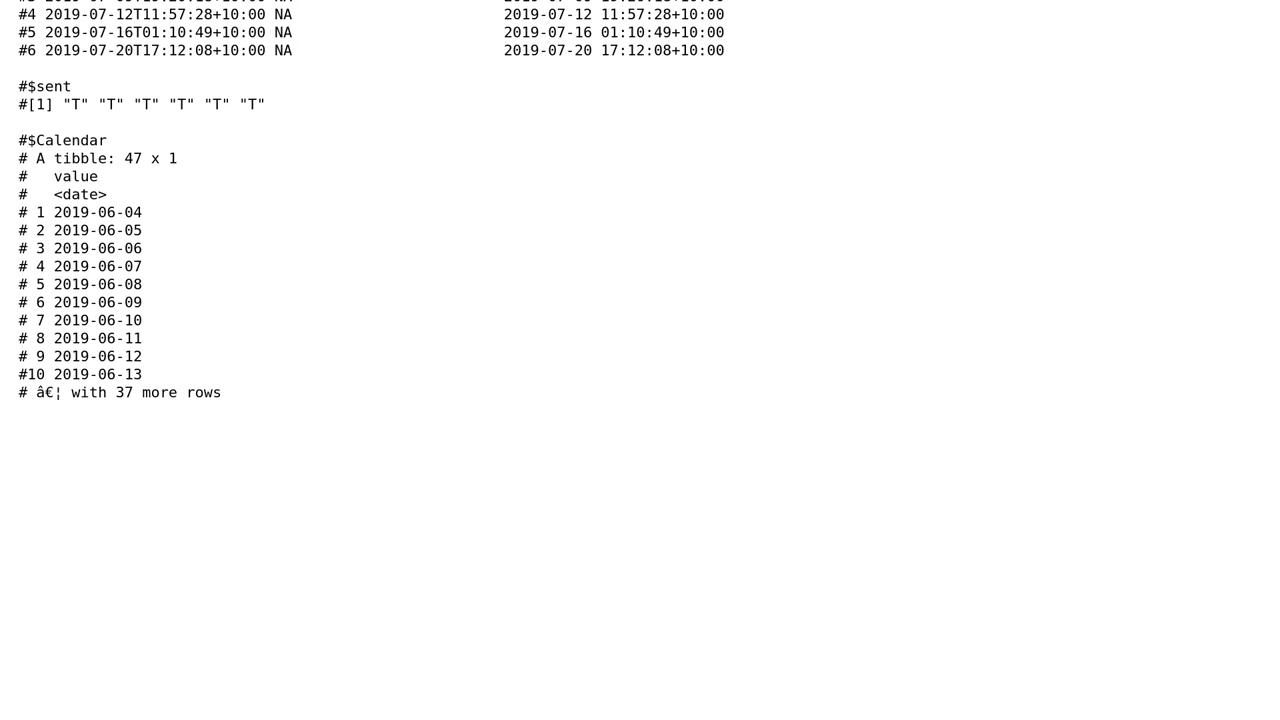 #4 2019-07-12T11:57:28+10:00 NA                        2019-07-12 11:57:28+10:00
#5 2019-07-16T01:10:49+10:00 NA                        2019-07-16 01:10:49+10:00
#6 2019-07-20T17:12:08+10:00 NA                        2019-07-20 17:12:08+10:00

#$sent
#[1] "T" "T" "T" "T" "T" "T"

#$Calendar
# A tibble: 47 x 1
#   value
#   <date>
# 1 2019-06-04
# 2 2019-06-05
# 3 2019-06-06
# 4 2019-06-07
# 5 2019-06-08
# 6 2019-06-09
# 7 2019-06-10
# 8 2019-06-11
# 9 2019-06-12
#10 2019-06-13
# â€¦ with 37 more rows